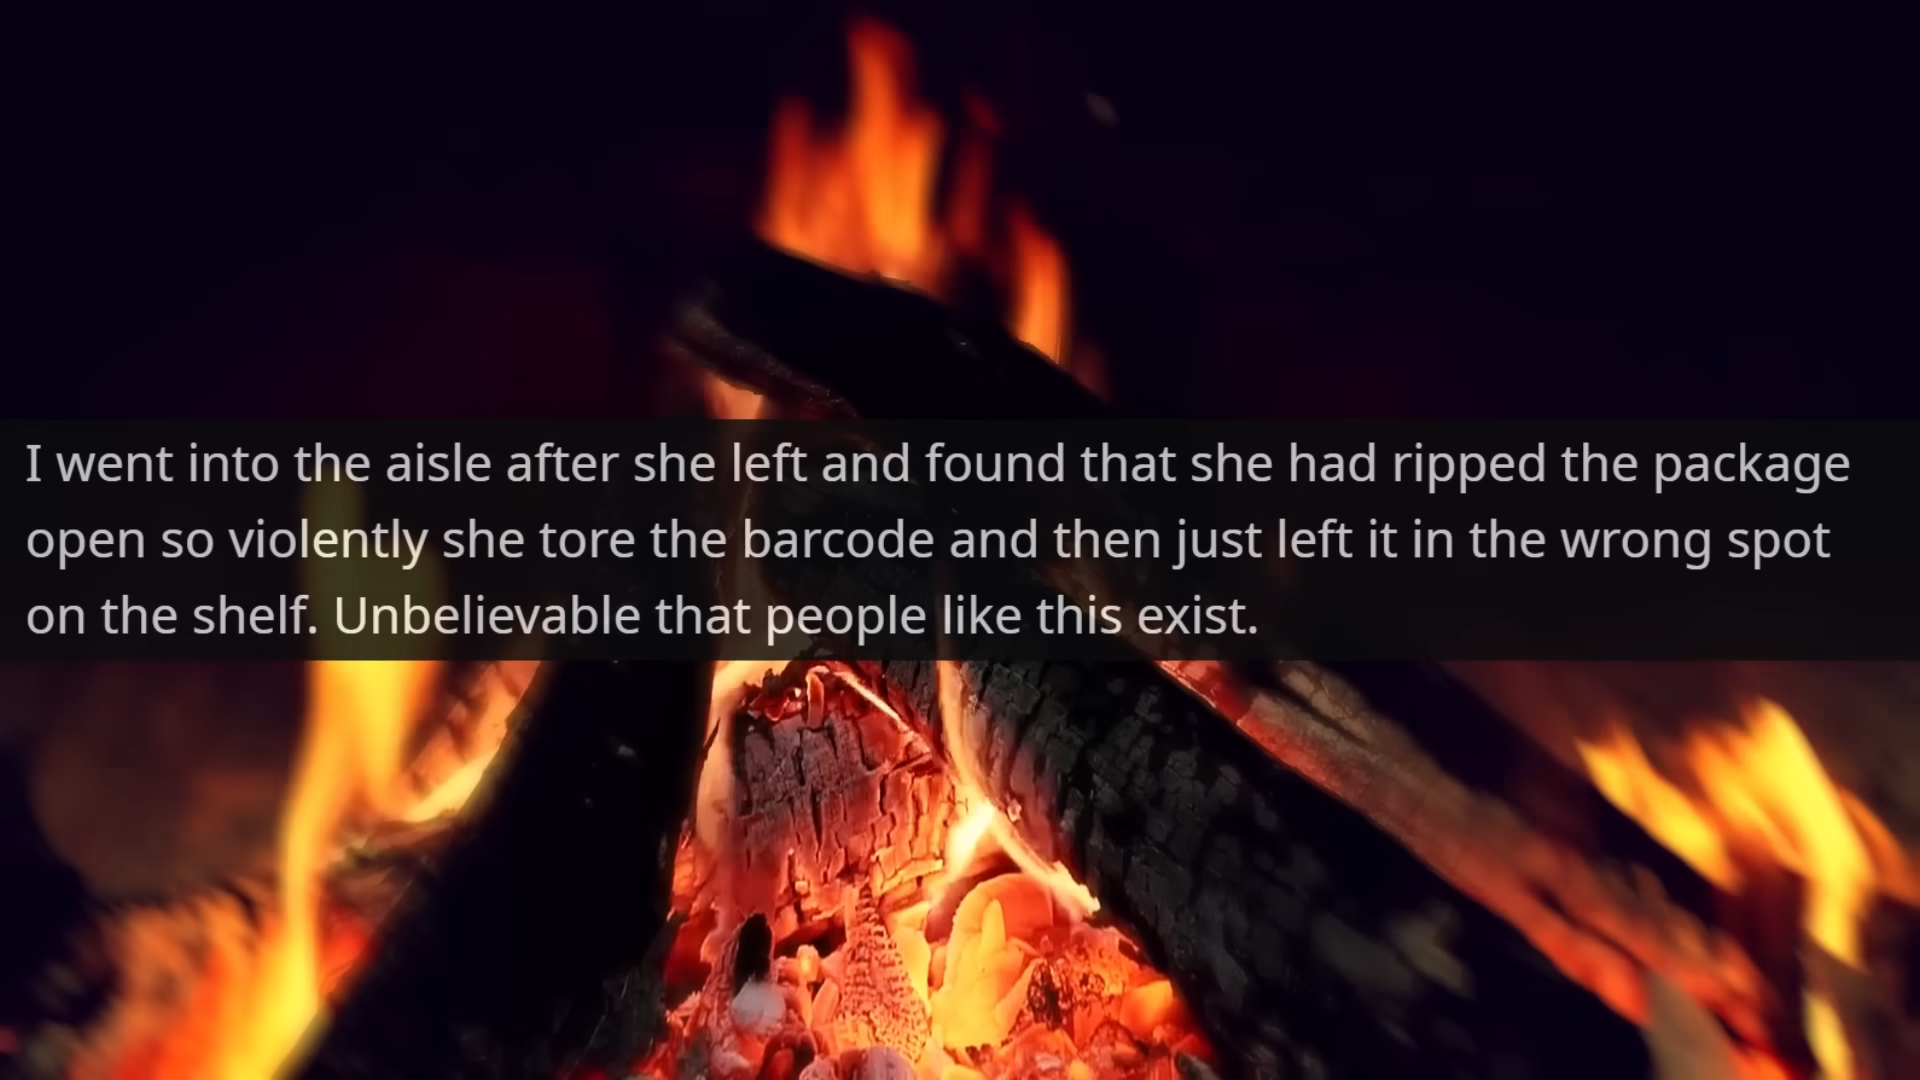 I went into the aisle after she left and found that she had ripped the package
open so violently she tore the barcode and then just left it in the wrong spot
on the shelf. Unbelievable that people like this exist.